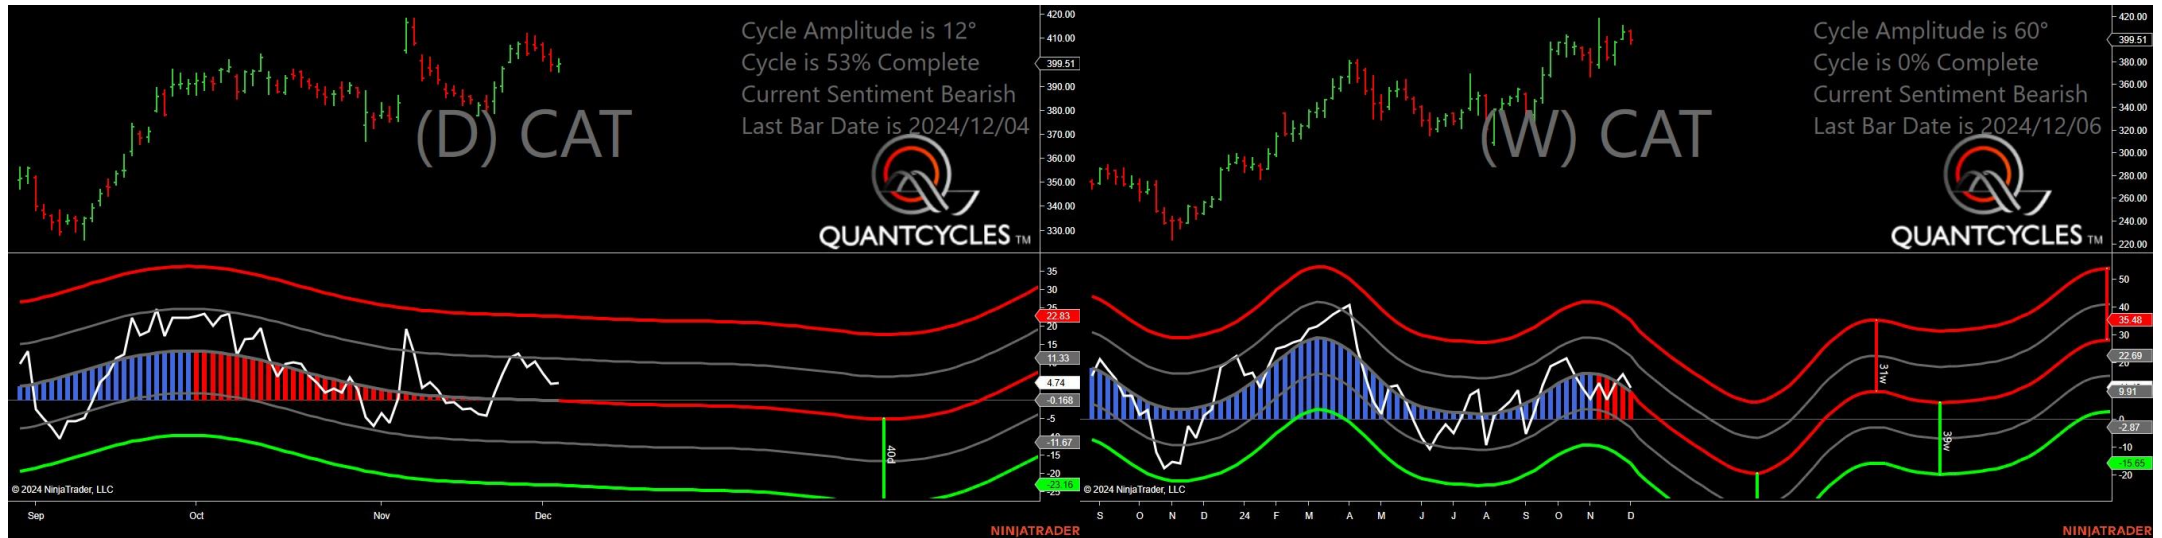 Cycle Amplitude is 12°
Cycle is 53% Complete
Current Sentiment Bearish
Last Bar Date is 2024/12/04
(D) CAT
QUANTCYCLES TM
420.00
410.00
399.51
390.00
380.00
370.00
360.00
350.00
340.00
330.00
35
30
22.83
20
15
11.33
4.74
-0.168
-5
-11.67
-15
-20
-23.16
-25
40d
© 2024 NinjaTrader, LLC
Sep Oct Nov Dec
NINJATRADER
Cycle Amplitude is 60°
Cycle is 0% Complete
Current Sentiment Bearish
Last Bar Date is 2024/12/06
(W) CAT
QUANTCYCLES TM
420.00
399.51
380.00
360.00
340.00
320.00
300.00
280.00
260.00
240.00
220.00
50
40
35.48
30
22.69
9.91
0
-2.87
-10
-15.65
-20
31w
39w
© 2024 NinjaTrader, LLC
S O N D 24 F M A M J J A S O N D
NINJATRADER